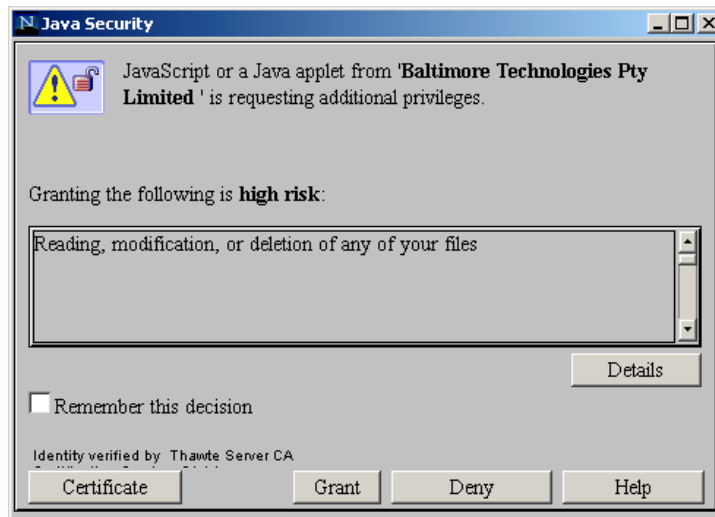 N Java Security
JavaScript or a Java applet from 'Baltimore Technologies Pty
Limited ' is requesting additional privileges.
Granting the following is high risk:
Reading, modification, or deletion of any of your files
Details
Remember this decision
Identity verified by Thawte Server CA
Certificate Grant Deny Help